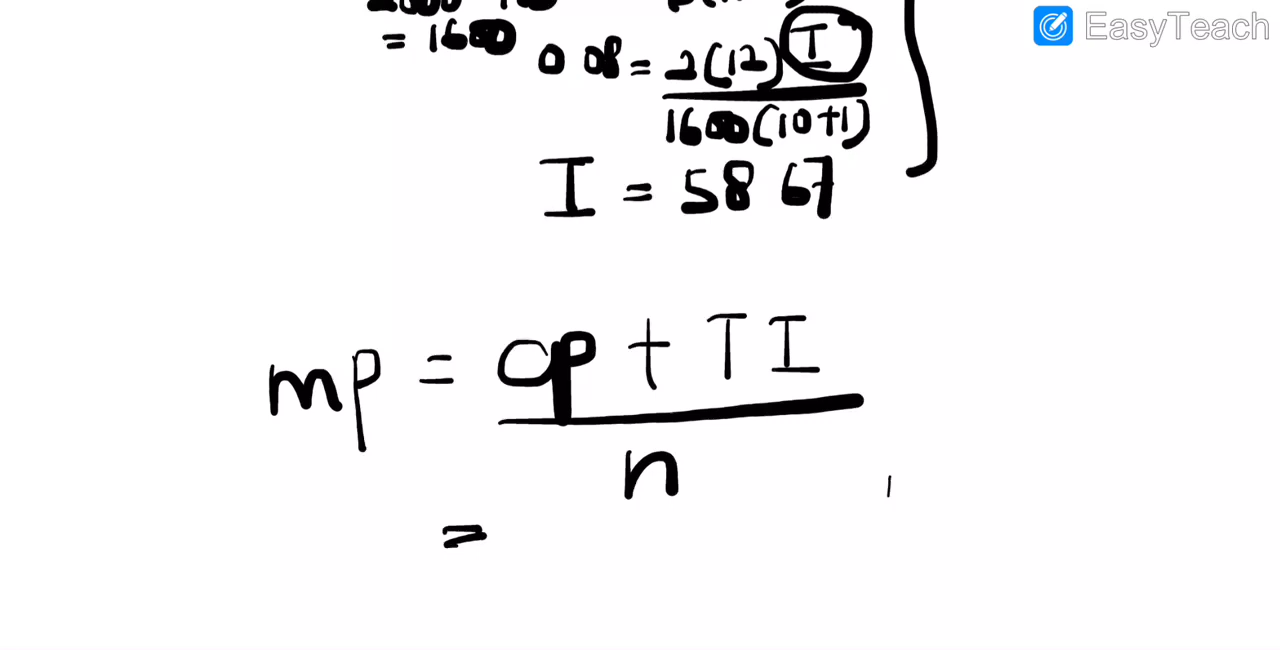 EasyTeach
= 1600
0 08 = 2(12) I
1600(10+1)
I = 58 67
mp = op + TI
n
=